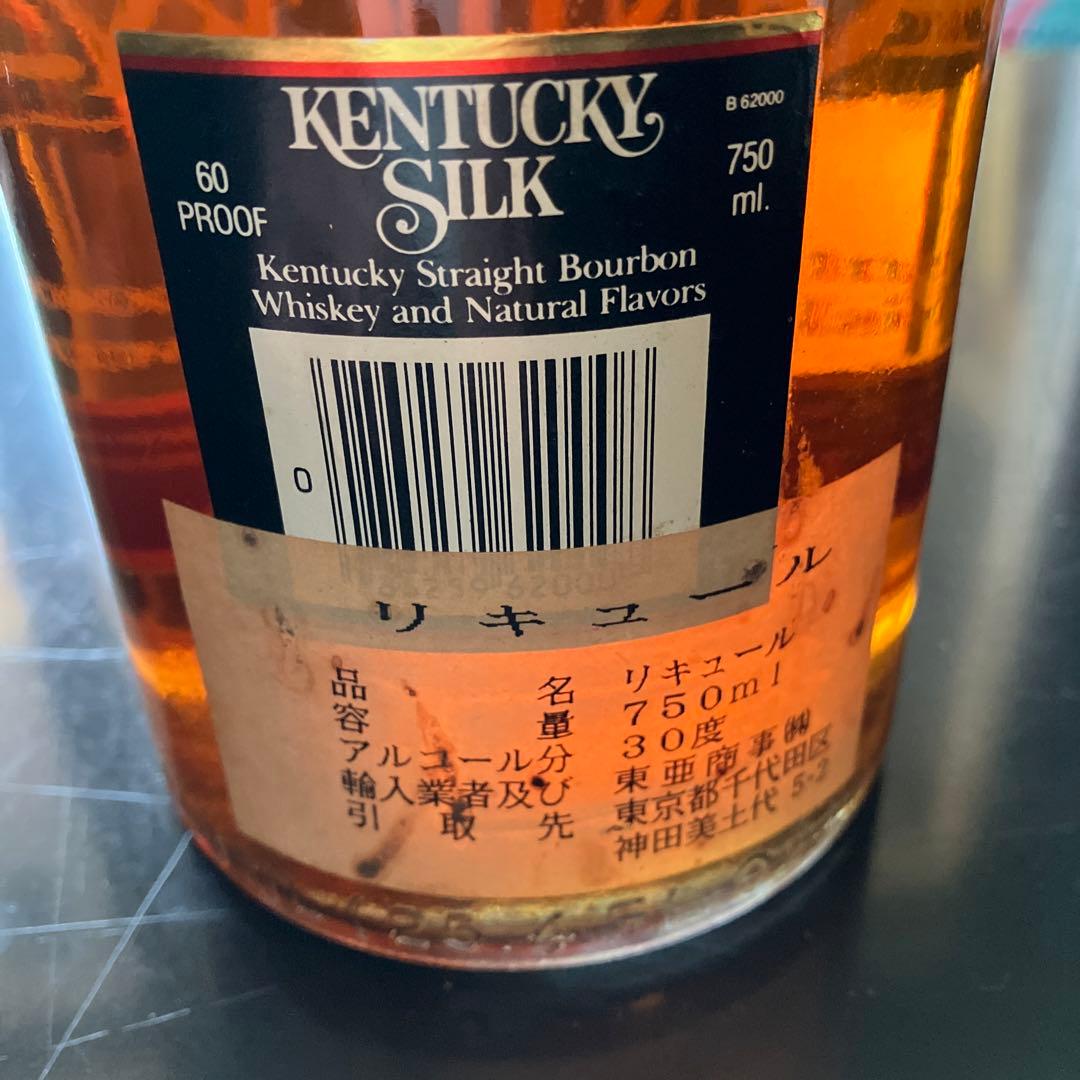 KENTUCKY
SILK
B 62000
60
PROOF
750
ml.
Kentucky Straight Bourbon
Whiskey and Natural Flavors
0
リキュール
品名 リキュール
容量 750ml
アルコール分 30度
輸入業者及び 東亜商事㈱
引取先 東京都千代田区
神田美土代 5-2